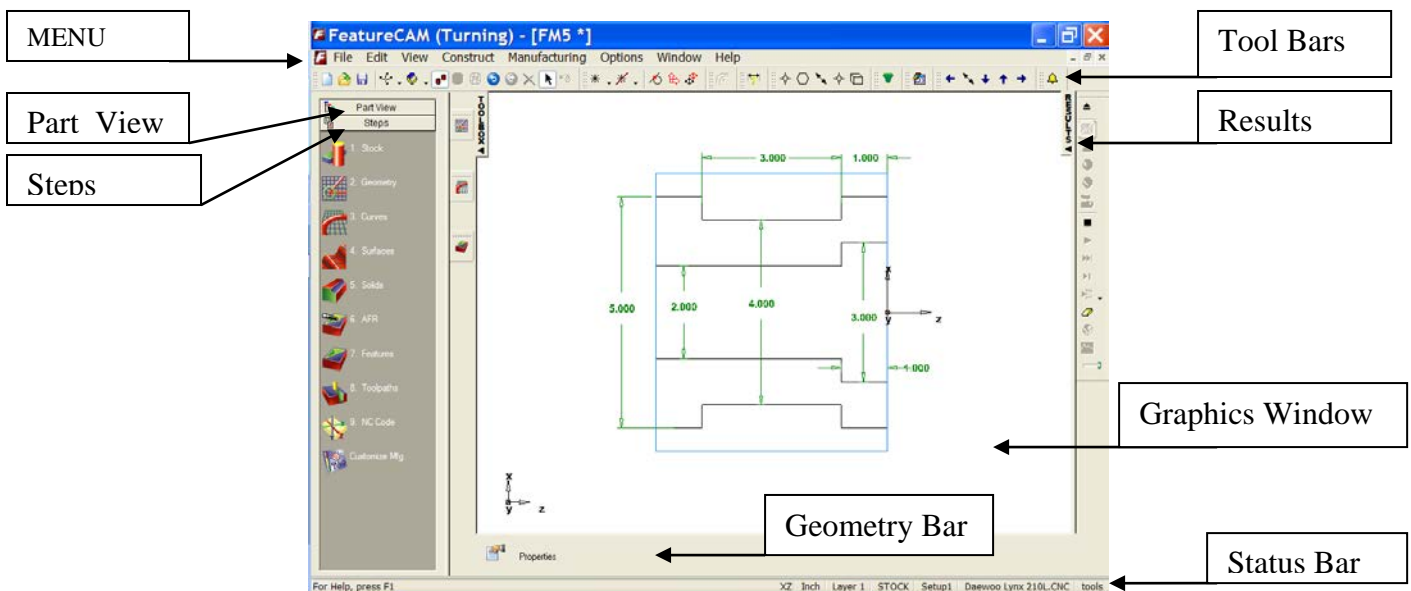 MENU
Part View
Steps
Tool Bars
Results
Graphics Window
Geometry Bar
Status Bar
FeatureCAM (Turning) - [FM5 *]
File Edit View Construct Manufacturing Options Window Help
Part View
Steps
1. Stock
2. Geometry
3. Curves
4. Surfaces
5. Solids
6. AFR
7. Features
8. Toolpaths
9. NC Code
Customize Mfg
TOOLBOX
RESULTS
3.000
1.000
5.000
2.000
4.000
3.000
1.000
x
y
z
x
y
z
Properties
For Help, press F1
XZ Inch Layer 1 STOCK Setup1 Daewoo Lynx 210L.CNC tools